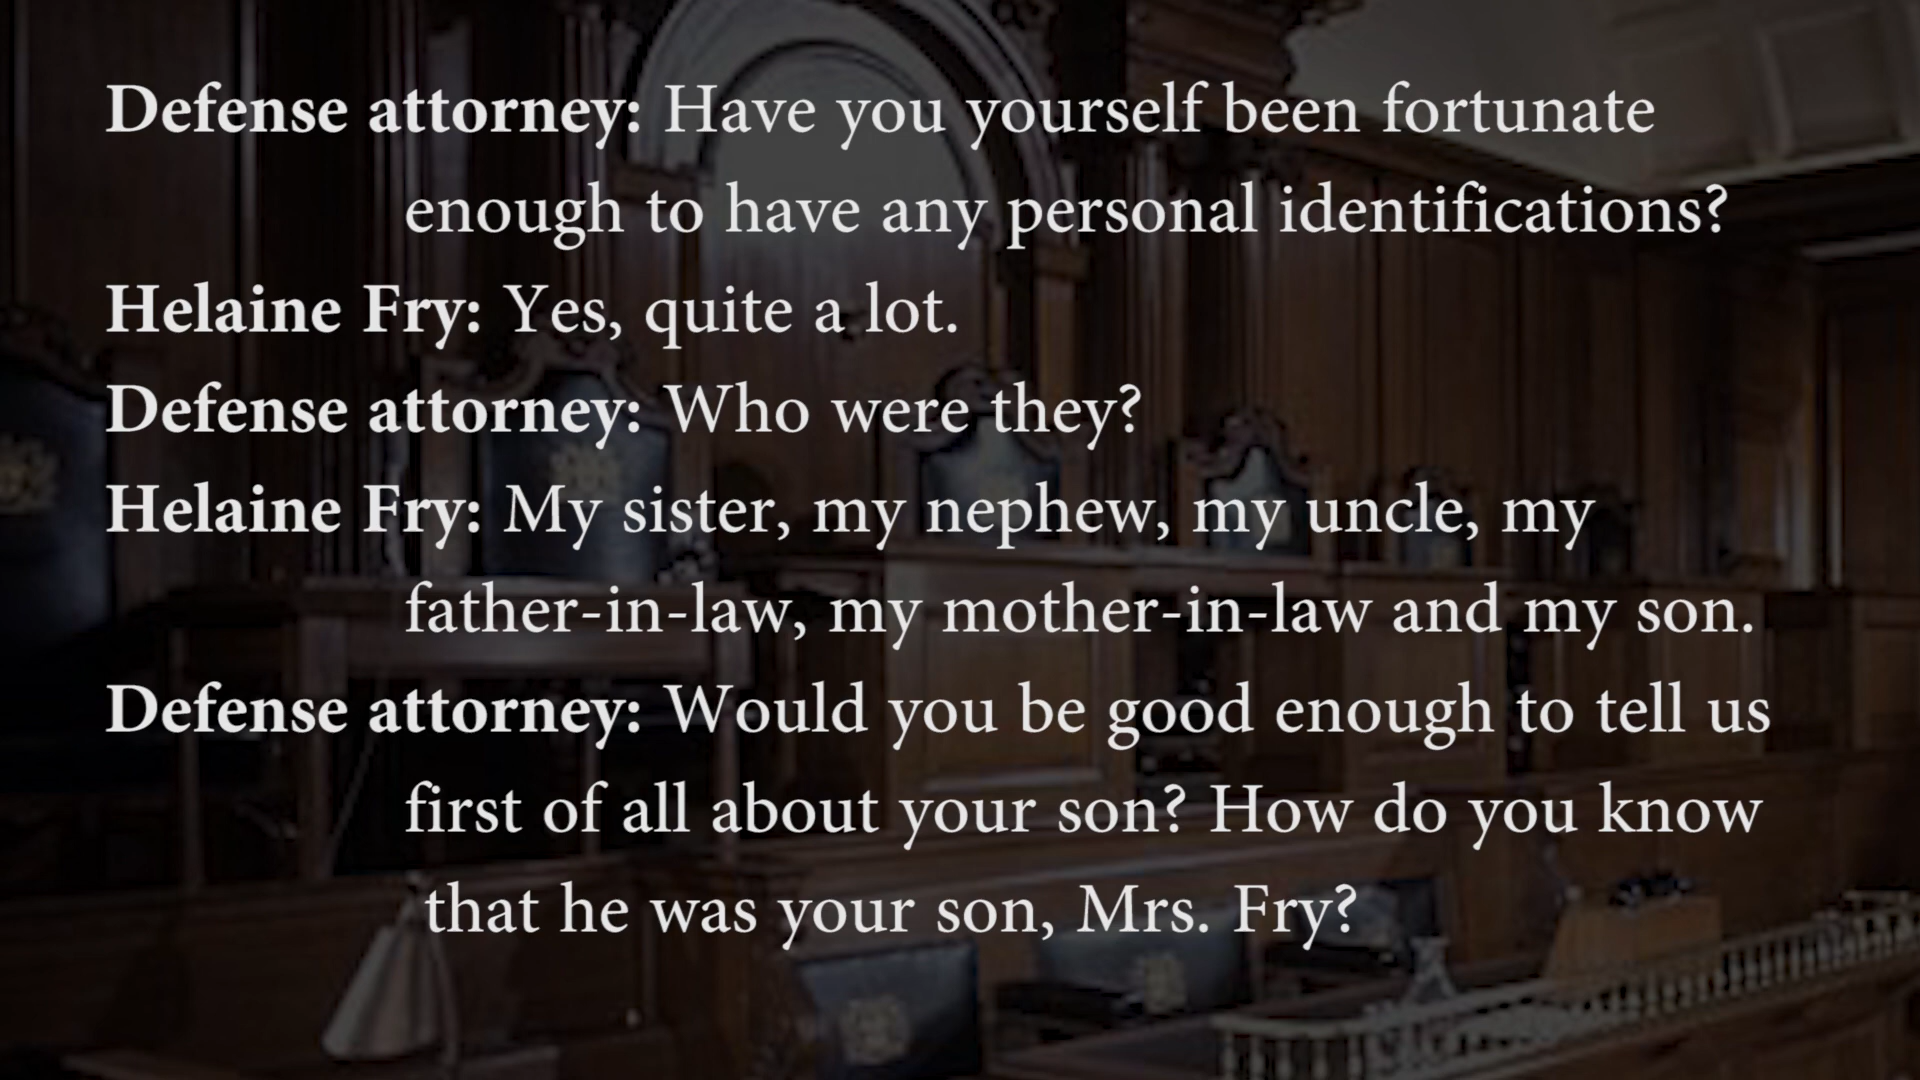 Defense attorney: Have you yourself been fortunate
enough to have any personal identifications?
Helaine Fry: Yes, quite a lot.
Defense attorney: Who were they?
Helaine Fry: My sister, my nephew, my uncle, my
father-in-law, my mother-in-law and my son.
Defense attorney: Would you be good enough to tell us
first of all about your son? How do you know
that he was your son, Mrs. Fry?